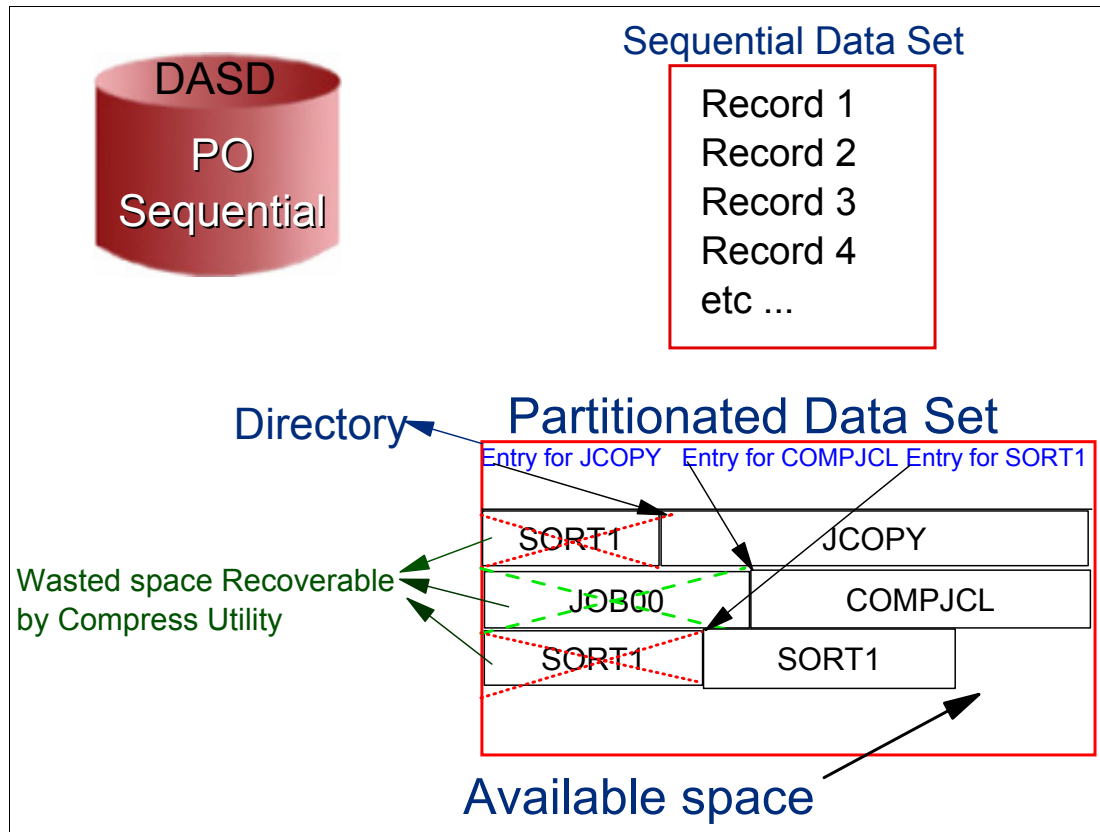 DASD
PO
Sequential
Sequential Data Set
Record 1
Record 2
Record 3
Record 4
etc ...
Directory
Partitionated Data Set
Entry for JCOPY
Entry for COMPJCL
Entry for SORT1
SORT1
JCOPY
Wasted space Recoverable
by Compress Utility
JOB00
COMPJCL
SORT1
SORT1
Available space